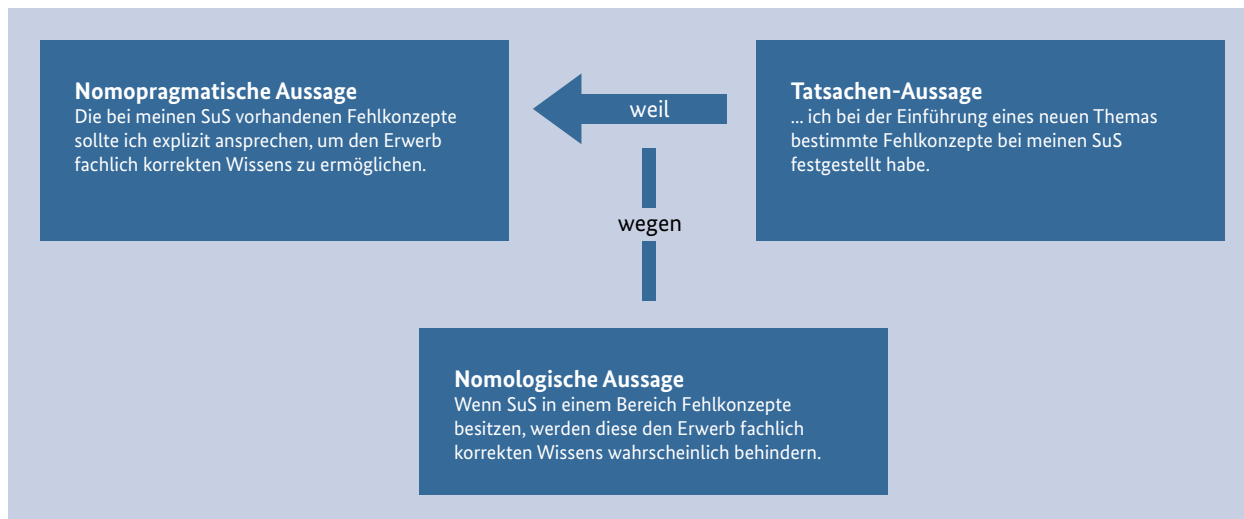 Nomopragmatische Aussage
Die bei meinen SuS vorhandenen Fehlkonzepte
sollte ich explizit ansprechen, um den Erwerb
fachlich korrekten Wissens zu ermöglichen.
weil
Tatsachen-Aussage
... ich bei der Einführung eines neuen Themas
bestimmte Fehlkonzepte bei meinen SuS
festgestellt habe.
wegen
Nomologische Aussage
Wenn SuS in einem Bereich Fehlkonzepte
besitzen, werden diese den Erwerb fachlich
korrekten Wissens wahrscheinlich behindern.